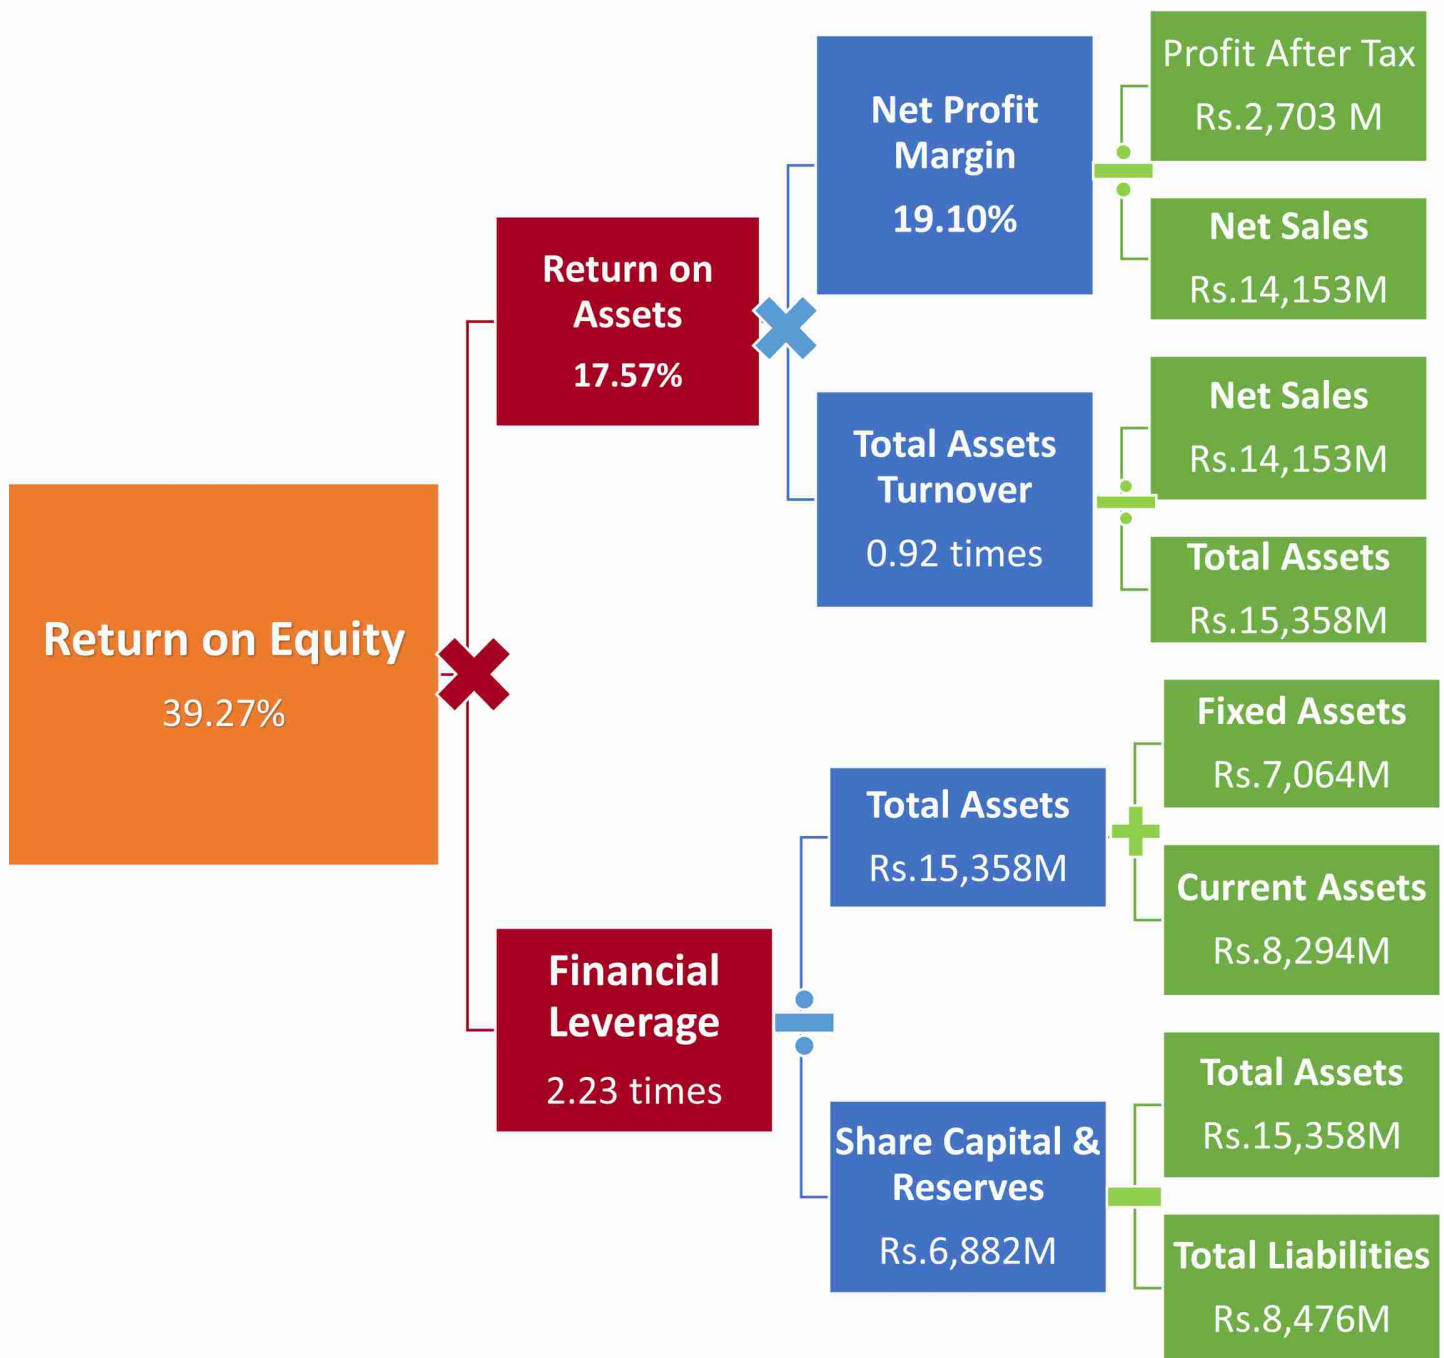 Return on Equity
39.27%
Return on
Assets
17.57%
Financial
Leverage
2.23 times
Net Profit
Margin
19.10%
Total Assets
Turnover
0.92 times
Total Assets
Rs.15,358M
Share Capital &
Reserves
Rs.6,882M
Profit After Tax
Rs.2,703 M
Net Sales
Rs.14,153M
Net Sales
Rs.14,153M
Total Assets
Rs.15,358M
Fixed Assets
Rs.7,064M
Current Assets
Rs.8,294M
Total Assets
Rs.15,358M
Total Liabilities
Rs.8,476M